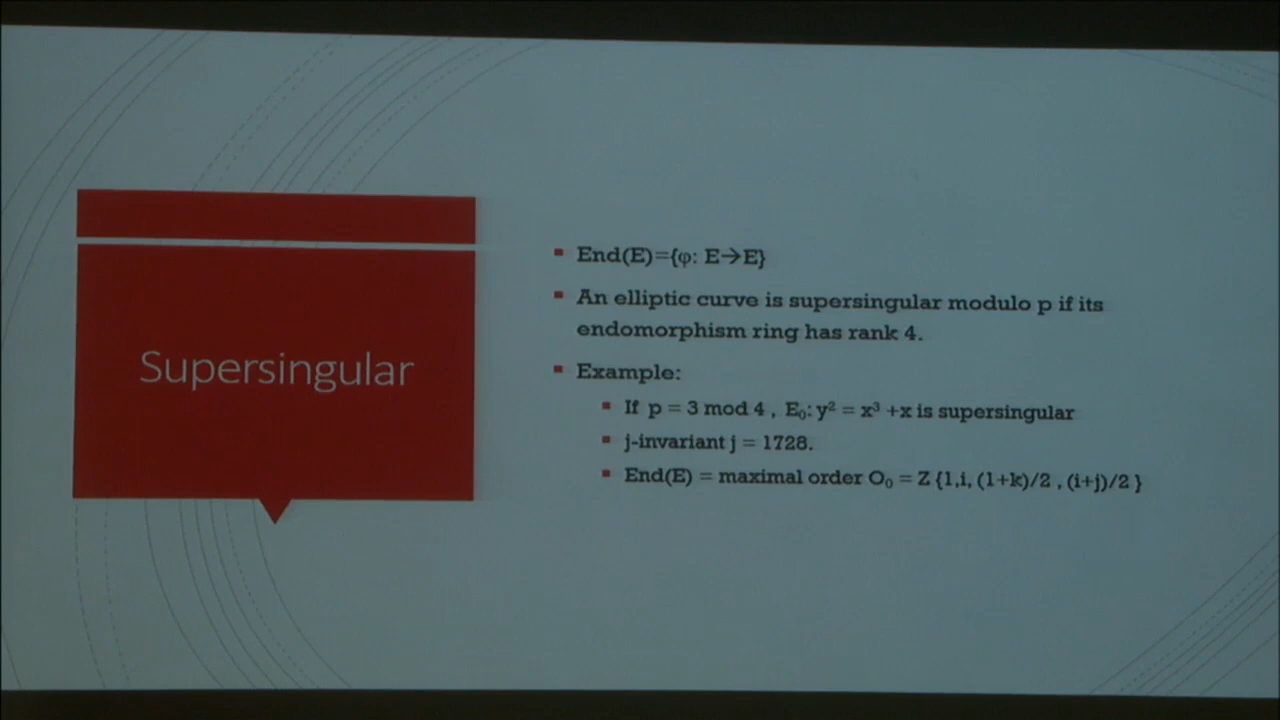 Supersingular
End(E)={φ: E→E}
An elliptic curve is supersingular modulo p if its
endomorphism ring has rank 4.
Example:
If p = 3 mod 4 , E₀: y² = x³ +x is supersingular
j-invariant j = 1728.
End(E) = maximal order O₀ = Z {1,i, (1+k)/2 , (i+j)/2 }